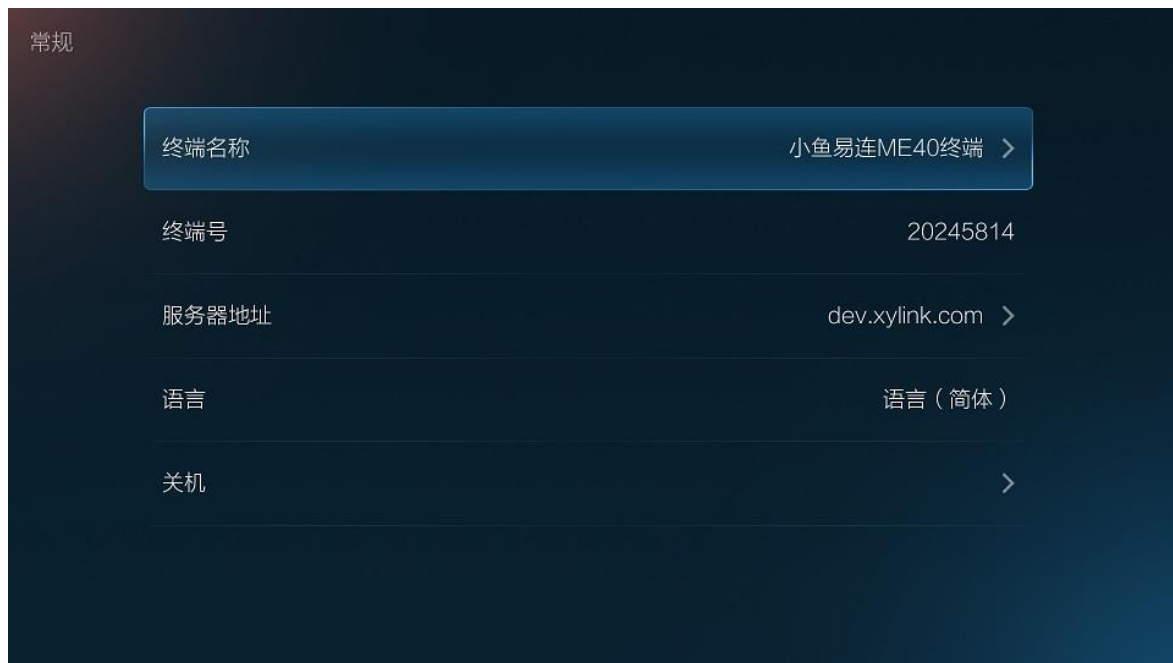 常规
终端名称 小鱼易连ME40终端
终端号 20245814
服务器地址 dev.xylink.com
语言 语言（简体）
关机